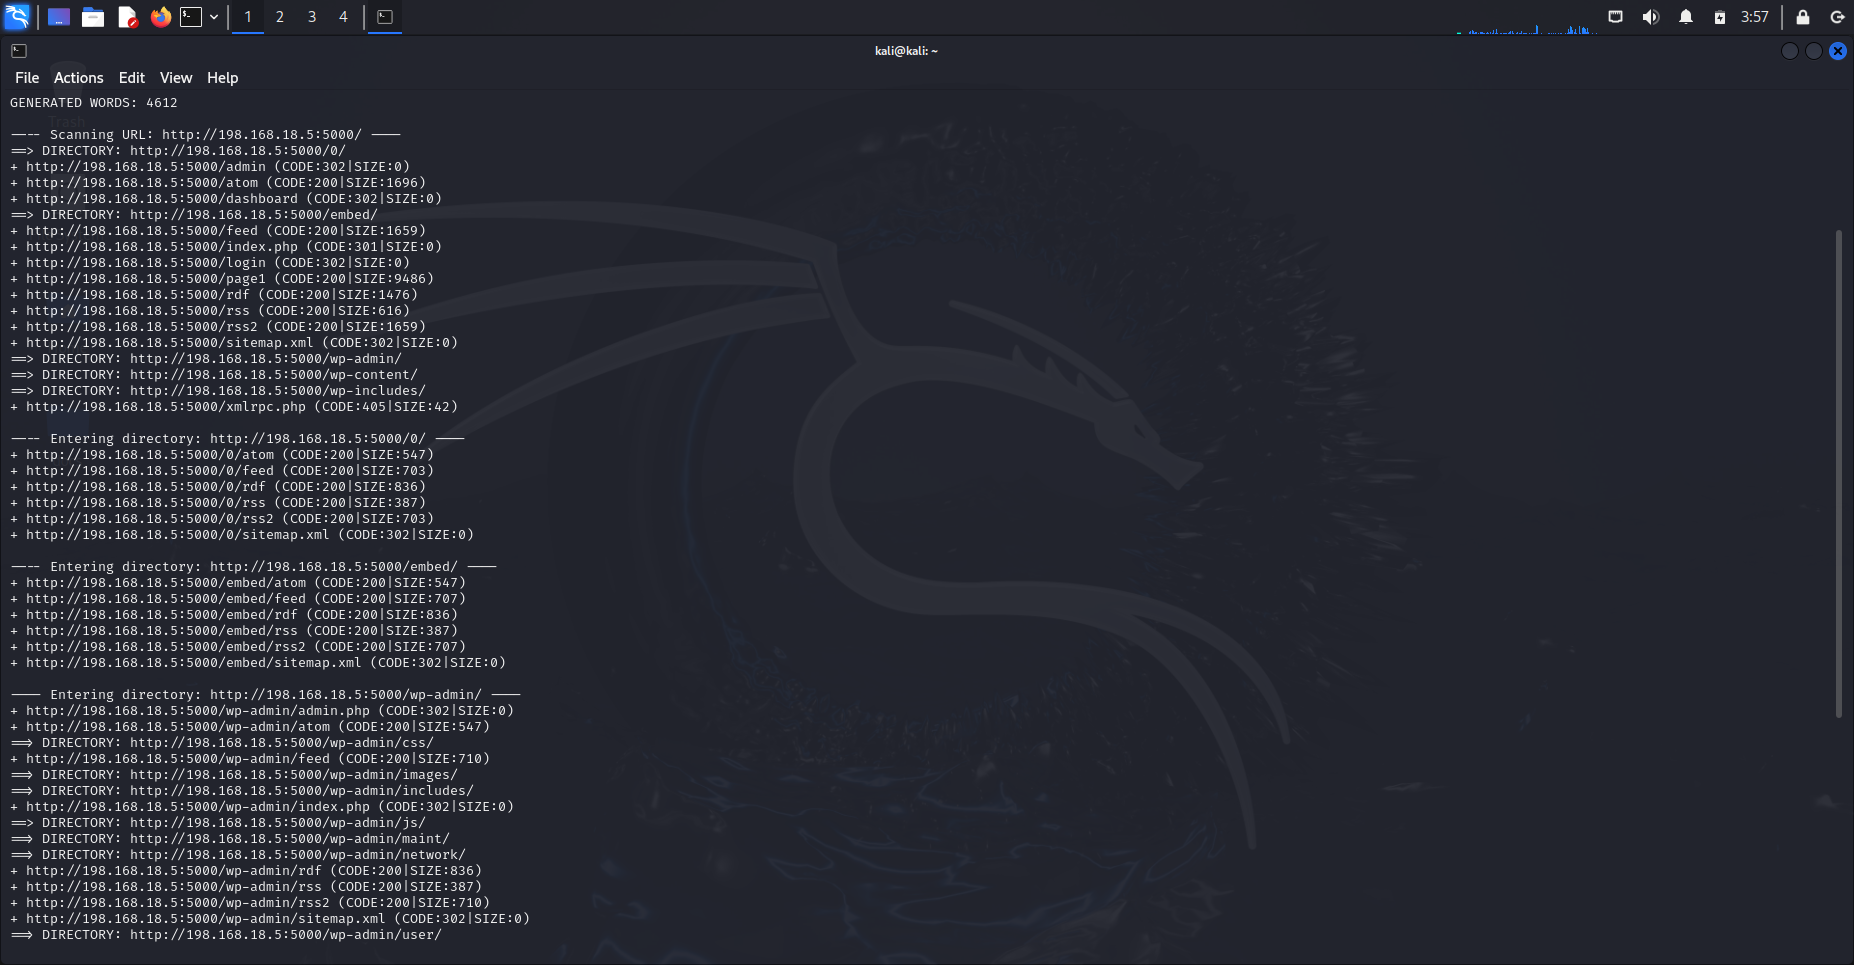 1 2 3 4 3:57
kali@kali: ~
File Actions Edit View Help
Trash
GENERATED WORDS: 4612
---- Scanning URL: http://198.168.18.5:5000/ ----
==> DIRECTORY: http://198.168.18.5:5000/0/
+ http://198.168.18.5:5000/admin (CODE:302|SIZE:0)
+ http://198.168.18.5:5000/atom (CODE:200|SIZE:1696)
+ http://198.168.18.5:5000/dashboard (CODE:302|SIZE:0)
==> DIRECTORY: http://198.168.18.5:5000/embed/
+ http://198.168.18.5:5000/feed (CODE:200|SIZE:1659)
+ http://198.168.18.5:5000/index.php (CODE:301|SIZE:0)
+ http://198.168.18.5:5000/login (CODE:302|SIZE:0)
+ http://198.168.18.5:5000/page1 (CODE:200|SIZE:9486)
+ http://198.168.18.5:5000/rdf (CODE:200|SIZE:1476)
+ http://198.168.18.5:5000/rss (CODE:200|SIZE:616)
+ http://198.168.18.5:5000/rss2 (CODE:200|SIZE:1659)
+ http://198.168.18.5:5000/sitemap.xml (CODE:302|SIZE:0)
==> DIRECTORY: http://198.168.18.5:5000/wp-admin/
==> DIRECTORY: http://198.168.18.5:5000/wp-content/
==> DIRECTORY: http://198.168.18.5:5000/wp-includes/
+ http://198.168.18.5:5000/xmlrpc.php (CODE:405|SIZE:42)
---- Entering directory: http://198.168.18.5:5000/0/ ----
+ http://198.168.18.5:5000/0/atom (CODE:200|SIZE:547)
+ http://198.168.18.5:5000/0/feed (CODE:200|SIZE:703)
+ http://198.168.18.5:5000/0/rdf (CODE:200|SIZE:836)
+ http://198.168.18.5:5000/0/rss (CODE:200|SIZE:387)
+ http://198.168.18.5:5000/0/rss2 (CODE:200|SIZE:703)
+ http://198.168.18.5:5000/0/sitemap.xml (CODE:302|SIZE:0)
---- Entering directory: http://198.168.18.5:5000/embed/ ----
+ http://198.168.18.5:5000/embed/atom (CODE:200|SIZE:547)
+ http://198.168.18.5:5000/embed/feed (CODE:200|SIZE:707)
+ http://198.168.18.5:5000/embed/rdf (CODE:200|SIZE:836)
+ http://198.168.18.5:5000/embed/rss (CODE:200|SIZE:387)
+ http://198.168.18.5:5000/embed/rss2 (CODE:200|SIZE:707)
+ http://198.168.18.5:5000/embed/sitemap.xml (CODE:302|SIZE:0)
---- Entering directory: http://198.168.18.5:5000/wp-admin/ ----
+ http://198.168.18.5:5000/wp-admin/admin.php (CODE:302|SIZE:0)
+ http://198.168.18.5:5000/wp-admin/atom (CODE:200|SIZE:547)
==> DIRECTORY: http://198.168.18.5:5000/wp-admin/css/
+ http://198.168.18.5:5000/wp-admin/feed (CODE:200|SIZE:710)
==> DIRECTORY: http://198.168.18.5:5000/wp-admin/images/
==> DIRECTORY: http://198.168.18.5:5000/wp-admin/includes/
+ http://198.168.18.5:5000/wp-admin/index.php (CODE:302|SIZE:0)
==> DIRECTORY: http://198.168.18.5:5000/wp-admin/js/
==> DIRECTORY: http://198.168.18.5:5000/wp-admin/maint/
==> DIRECTORY: http://198.168.18.5:5000/wp-admin/network/
+ http://198.168.18.5:5000/wp-admin/rdf (CODE:200|SIZE:836)
+ http://198.168.18.5:5000/wp-admin/rss (CODE:200|SIZE:387)
+ http://198.168.18.5:5000/wp-admin/rss2 (CODE:200|SIZE:710)
+ http://198.168.18.5:5000/wp-admin/sitemap.xml (CODE:302|SIZE:0)
==> DIRECTORY: http://198.168.18.5:5000/wp-admin/user/